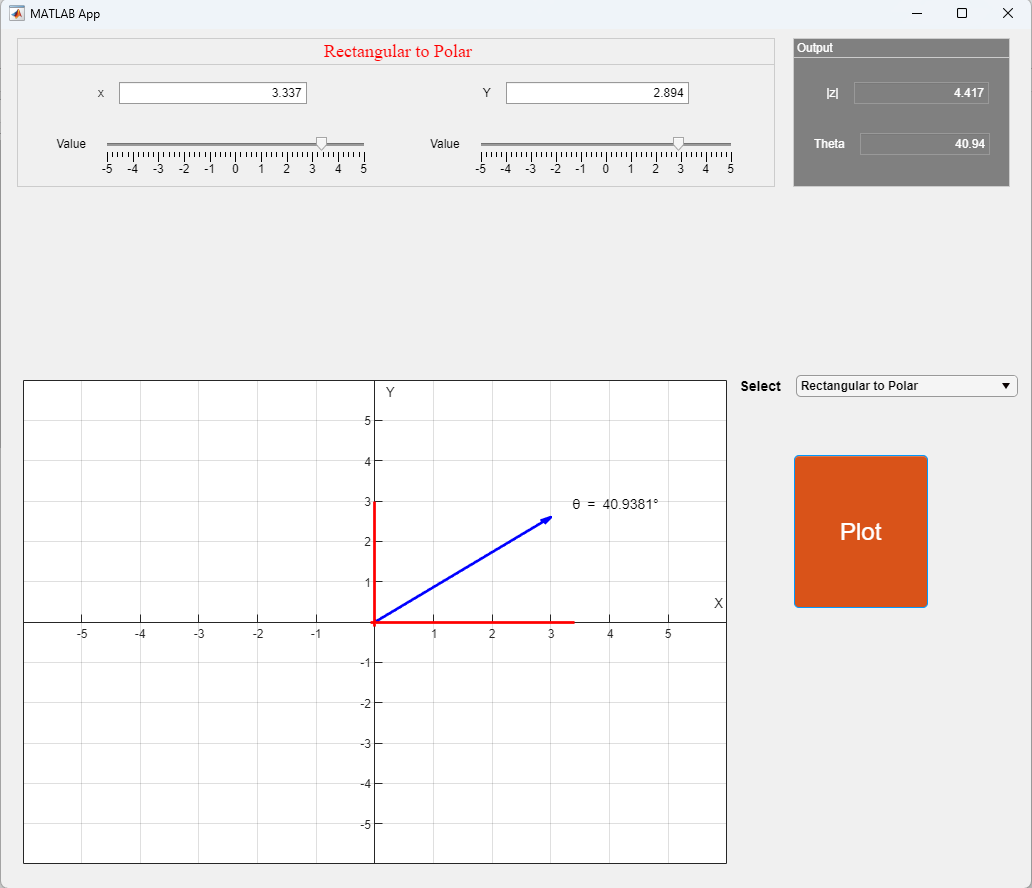 MATLAB App
Rectangular to Polar
x 3.337 Y 2.894
Value -5 -4 -3 -2 -1 0 1 2 3 4 5
Value -5 -4 -3 -2 -1 0 1 2 3 4 5
Output
|z| 4.417
Theta 40.94
Select Rectangular to Polar
Plot
Y
5
4
3
θ = 40.9381°
2
1
X
-5 -4 -3 -2 -1 1 2 3 4 5
-1
-2
-3
-4
-5